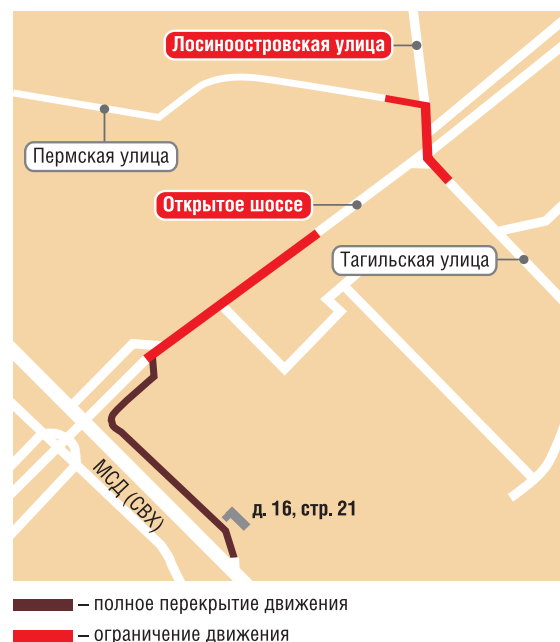 Лосиноостровская улица
Пермская улица
Открытое шоссе
Тагильская улица
МСД (СВХ)
д. 16, стр. 21
– полное перекрытие движения
– ограничение движения